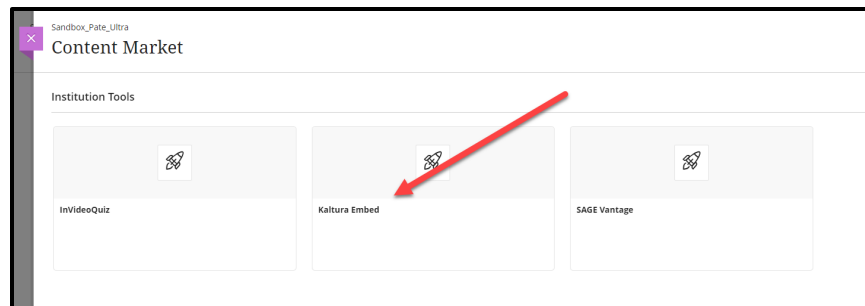 Sandbox_Pate_Ultra
Content Market
Institution Tools
InVideoQuiz
Kaltura Embed
SAGE Vantage